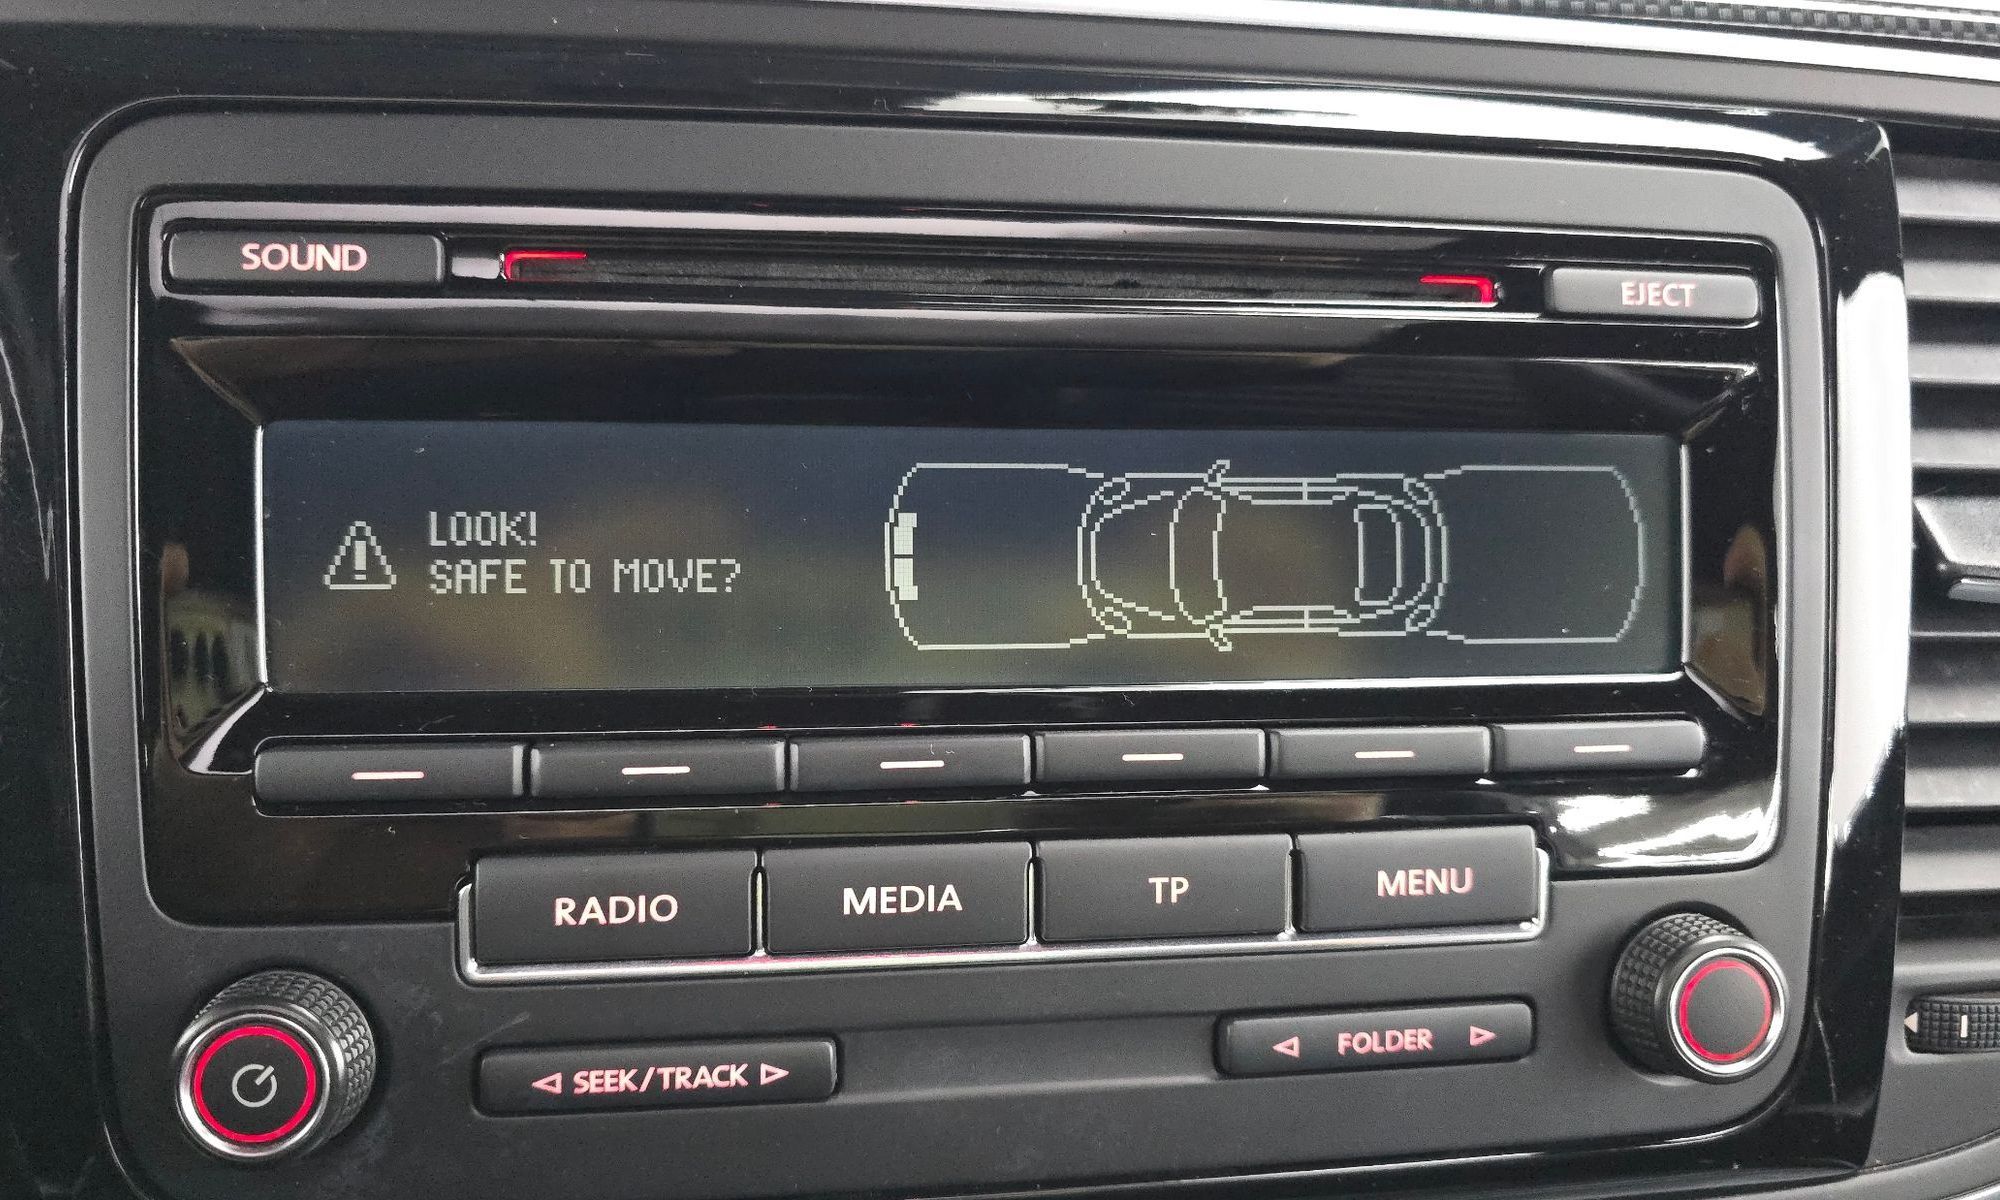 SOUND
EJECT
LOOK!
SAFE TO MOVE?
RADIO
MEDIA
TP
MENU
SEEK/TRACK
FOLDER